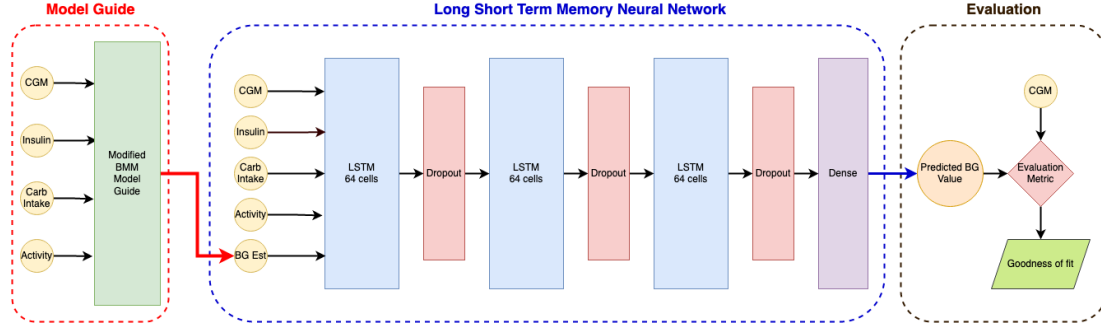 Model Guide
Long Short Term Memory Neural Network
Evaluation
CGM
Insulin
Carb
Intake
Activity
Modified
BMM
Model
Guide
CGM
Insulin
Carb
Intake
Activity
BG Est
LSTM
64 cells
Dropout
LSTM
64 cells
Dropout
LSTM
64 cells
Dropout
Dense
Predicted BG
Value
CGM
Evaluation
Metric
Goodness of fit